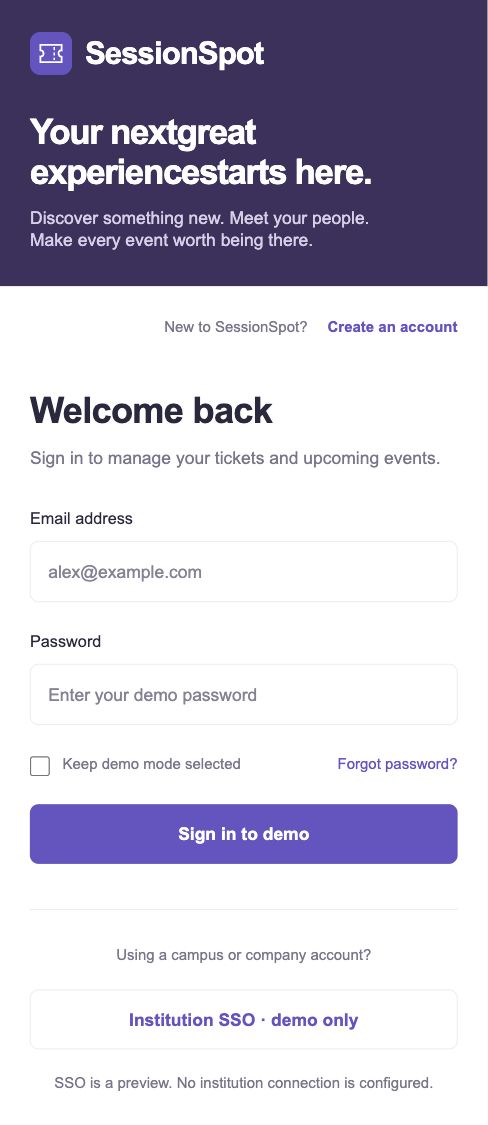 SessionSpot
Your nextgreat
experiencestarts here.
Discover something new. Meet your people.
Make every event worth being there.
New to SessionSpot? Create an account
Welcome back
Sign in to manage your tickets and upcoming events.
Email address
alex@example.com
Password
Enter your demo password
Keep demo mode selected Forgot password?
Sign in to demo
Using a campus or company account?
Institution SSO · demo only
SSO is a preview. No institution connection is configured.